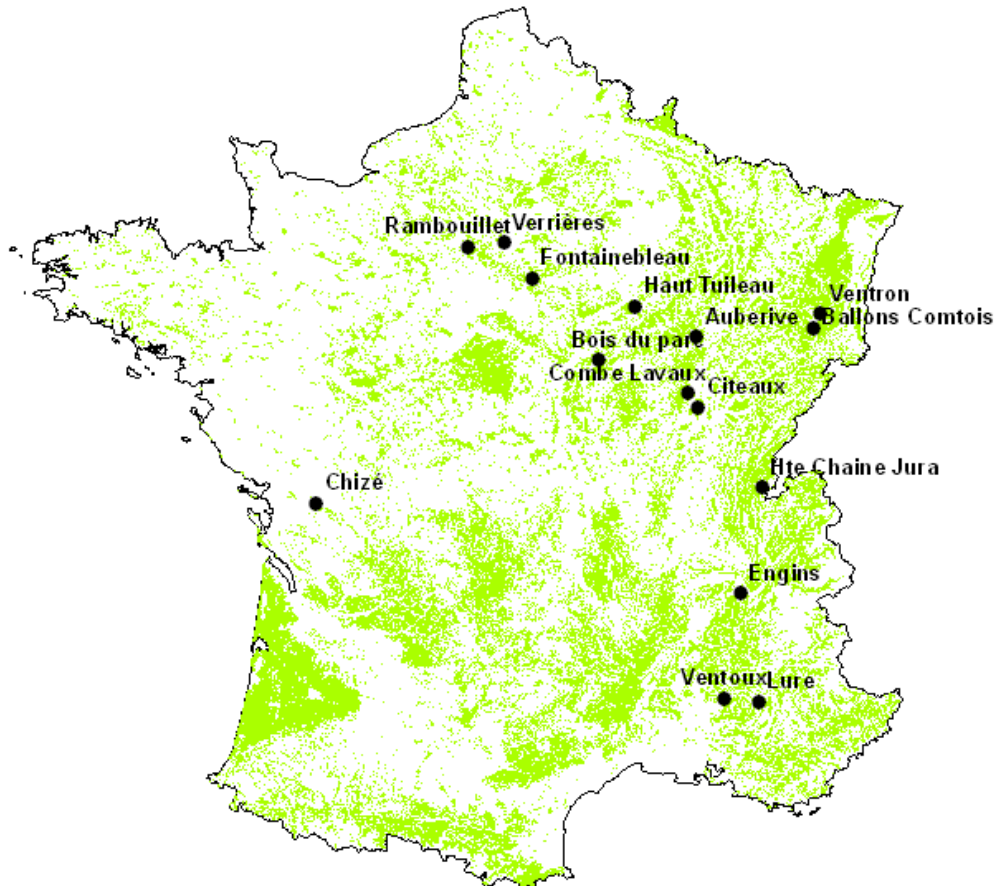 Rambouillet
Verrières
Fontainebleau
Haut Tuileau
Ventron
Auberive
Ballons Comtois
Bois du parc
Combe Lavaux
Citeaux
Hte Chaine Jura
Chizé
Engins
Ventoux
Lure